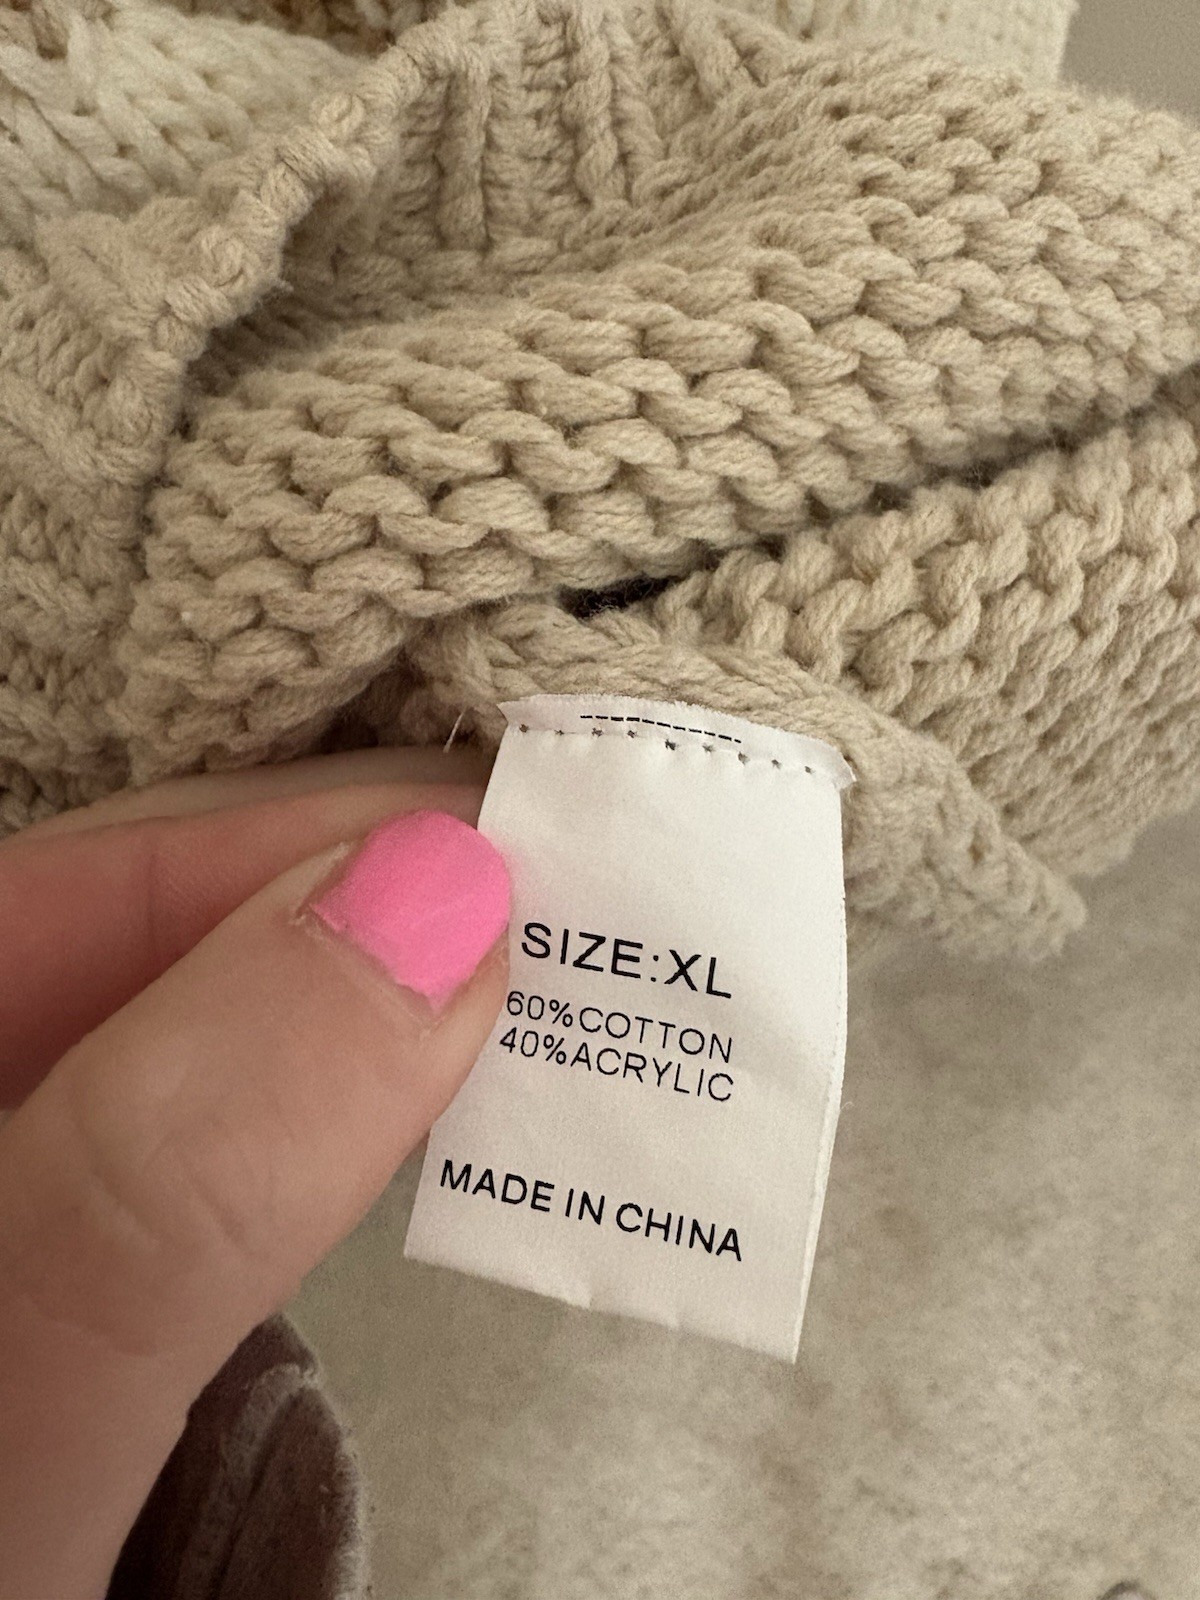 SIZE:XL
60%COTTON
40%ACRYLIC
MADE IN CHINA